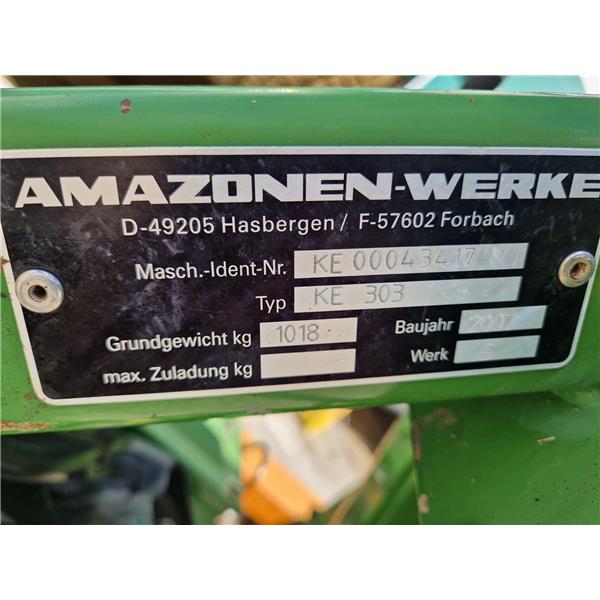 AMAZONEN-WERKE
D-49205 Hasbergen / F-57602 Forbach
Masch.-Ident-Nr. KE 00043417
Typ KE 303
Grundgewicht kg 1018 Baujahr 2007
max. Zuladung kg Werk